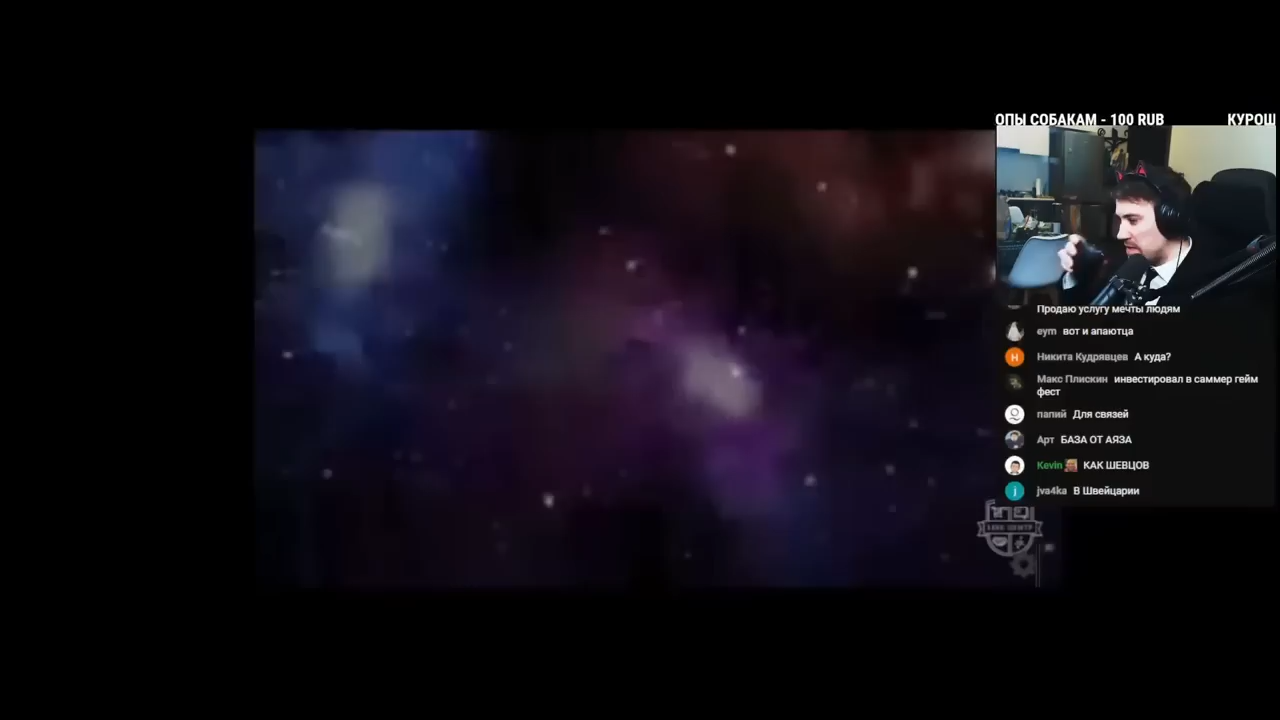 ОПЫ СОБАКАМ - 100 RUB КУРОШ
Продаю услугу мечты людям
eym вот и апаютца
Никита Кудрявцев А куда?
Макс Плискин инвестировал в саммер гейм
фест
папий Для связей
Арт БАЗА ОТ АЯЗА
Kevin КАК ШЕВЦОВ
jva4ka В Швейцарии